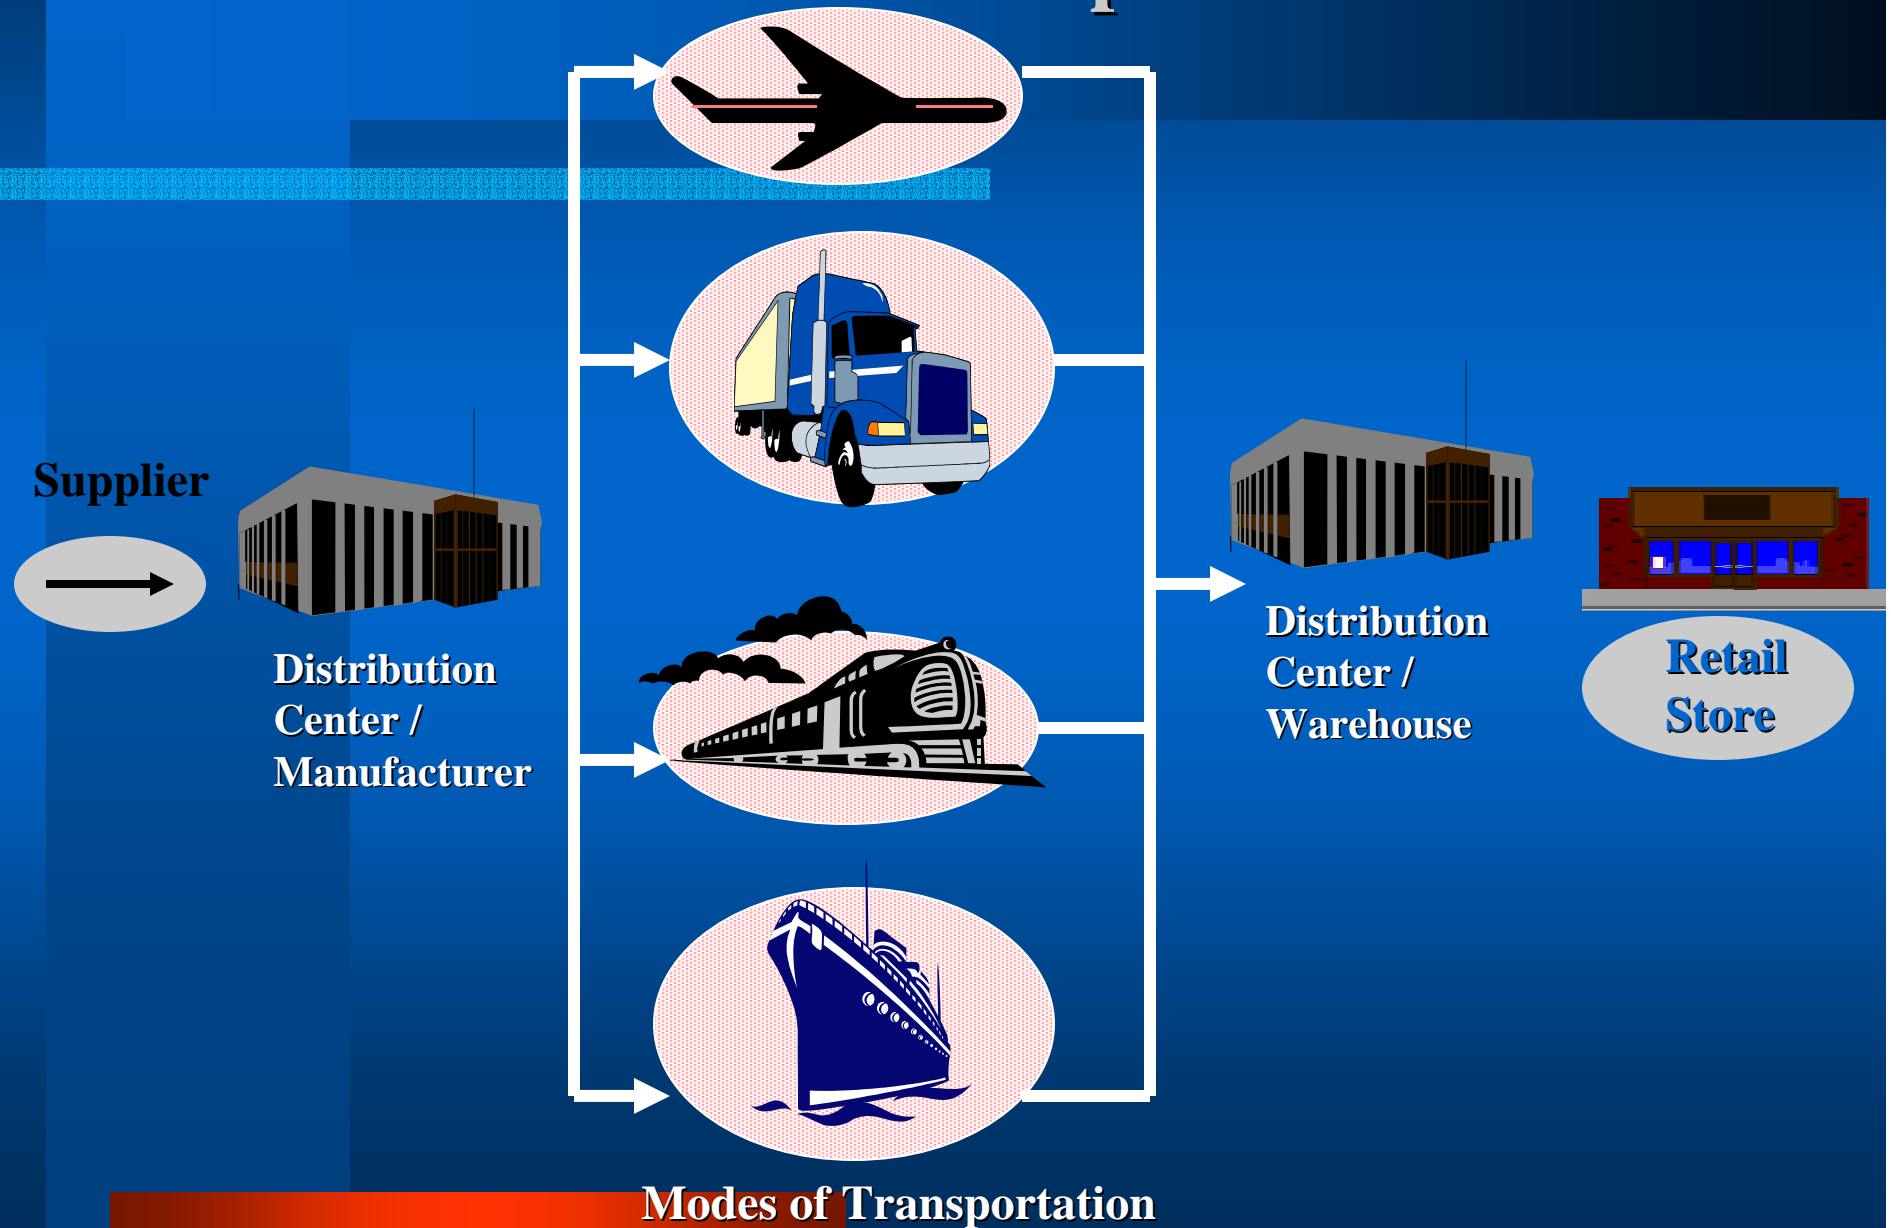 Supplier
Distribution
Center /
Manufacturer
Distribution
Center /
Warehouse
Retail
Store
Modes of Transportation